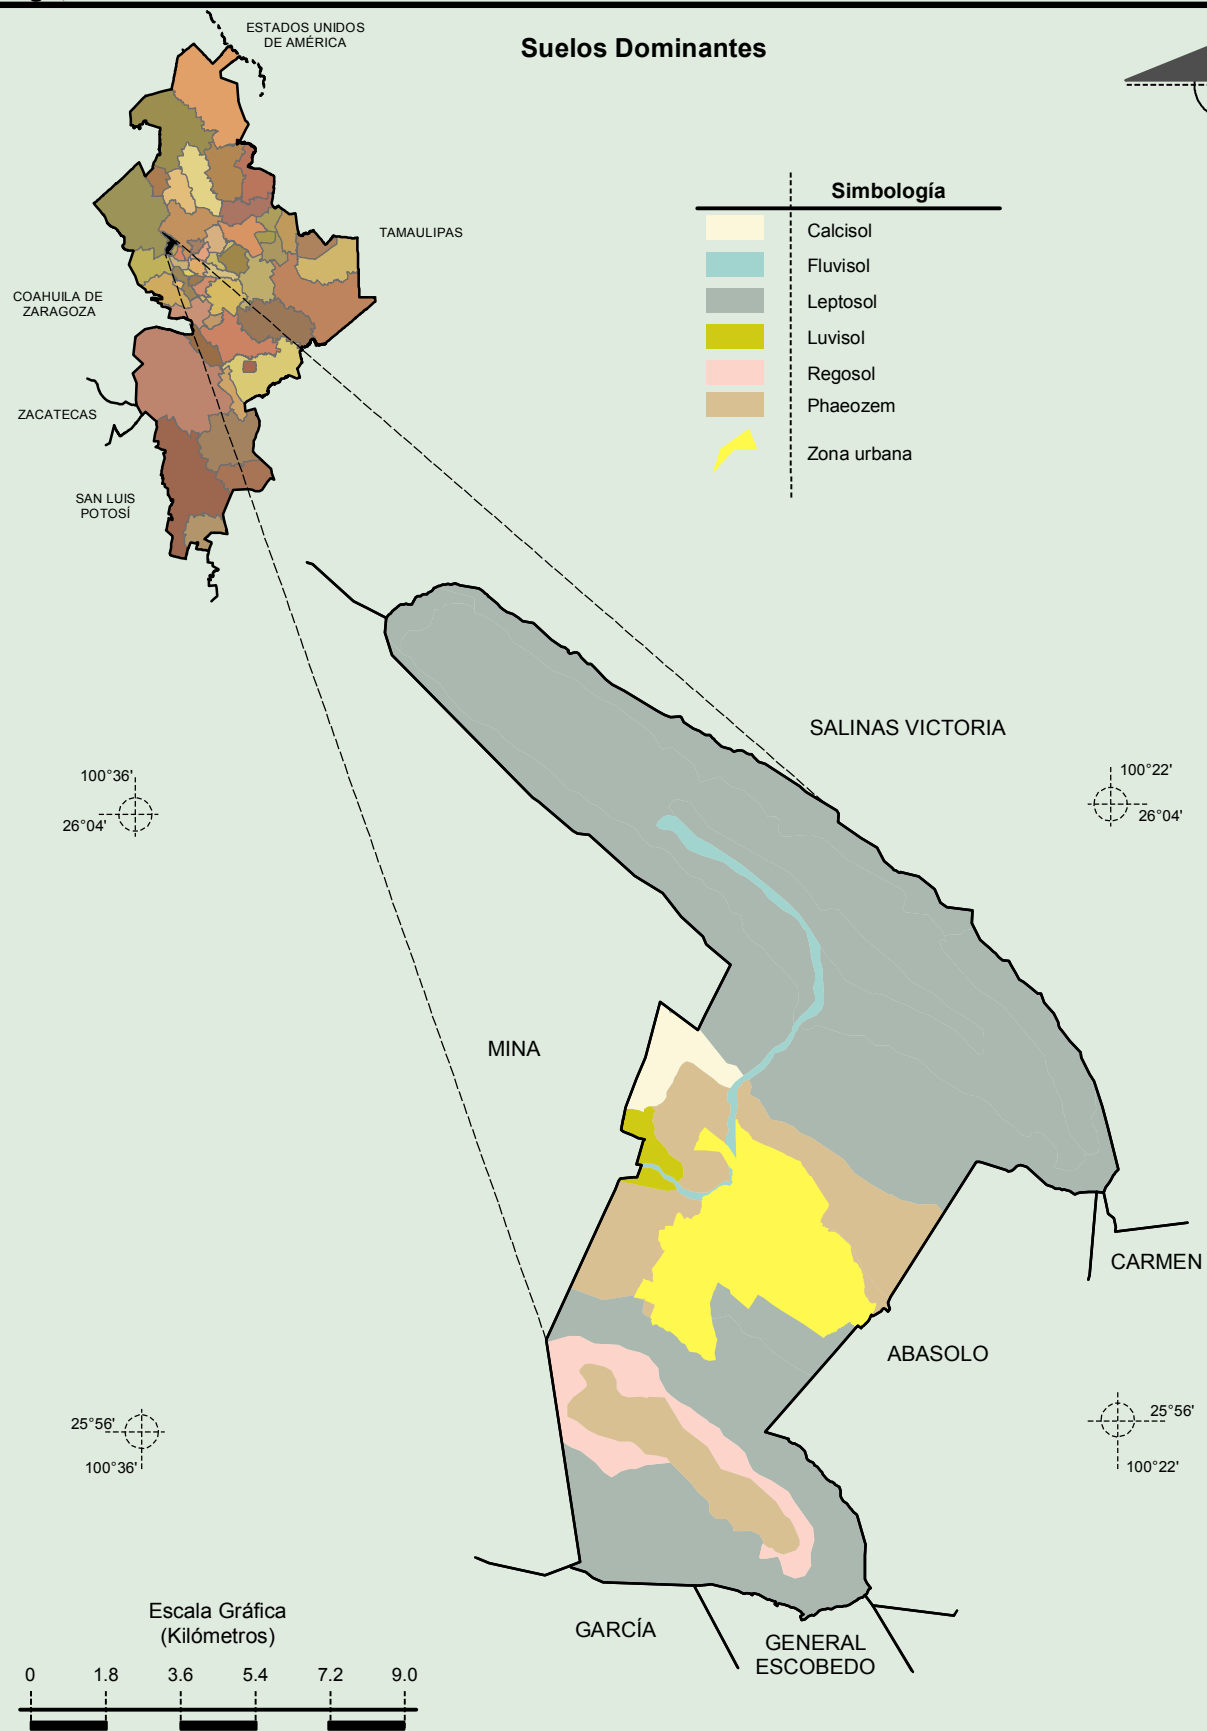 Suelos Dominantes
ESTADOS UNIDOS
DE AMÉRICA
TAMAULIPAS
COAHUILA DE
ZARAGOZA
ZACATECAS
SAN LUIS
POTOSÍ
Simbología
Calcisol
Fluvisol
Leptosol
Luvisol
Regosol
Phaeozem
Zona urbana
SALINAS VICTORIA
100°36'
26°04'
100°22'
26°04'
MINA
CARMEN
ABASOLO
25°56'
100°36'
25°56'
100°22'
GARCÍA
GENERAL
ESCOBEDO
Escala Gráfica
(Kilómetros)
0 1.8 3.6 5.4 7.2 9.0